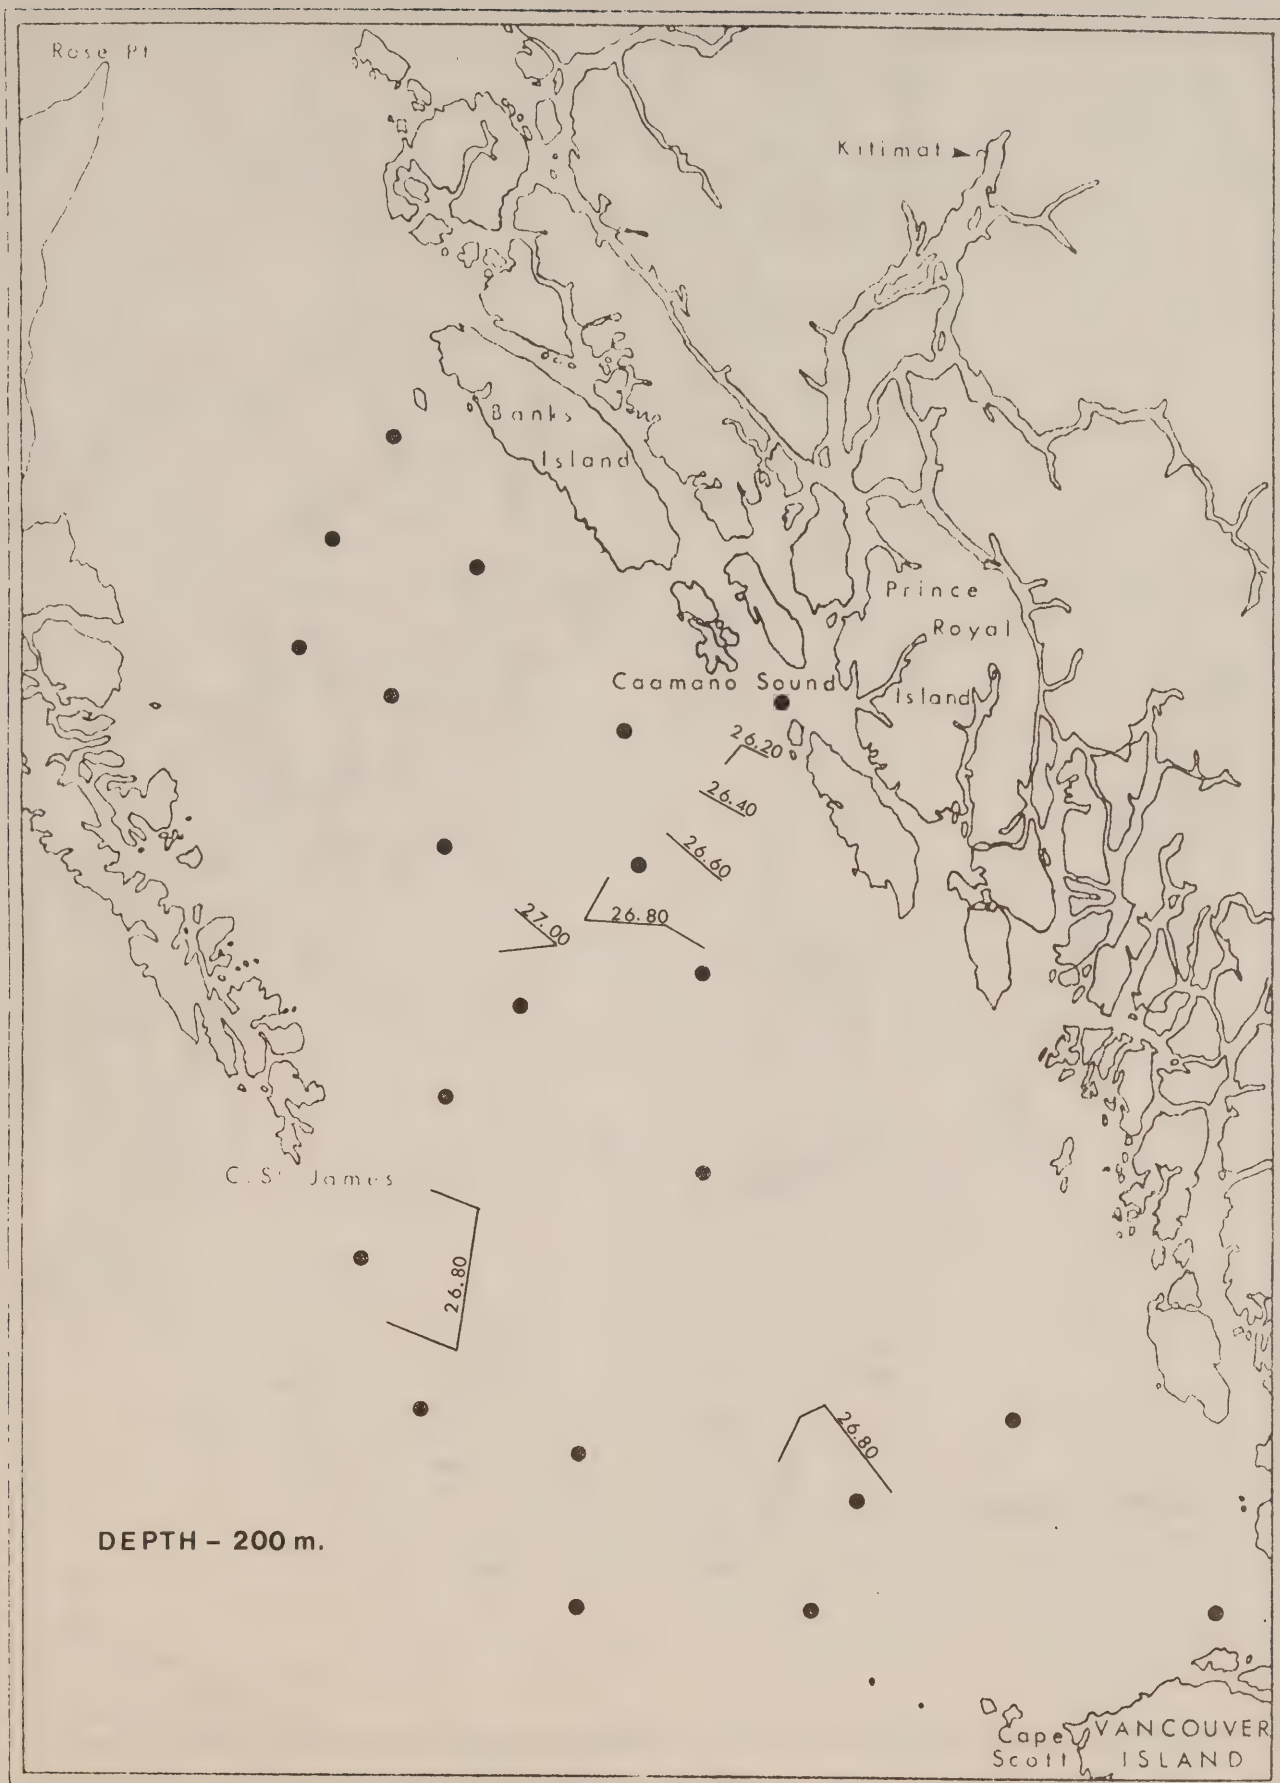 Rose Pt
Kitimat
Banks
Island
Prince
Royal
Island
Caamano Sound
26.20
26.40
26.60
26.80
27.00
C. St James
26.80
26.80
DEPTH – 200 m.
Cape
Scott
VANCOUVER
ISLAND